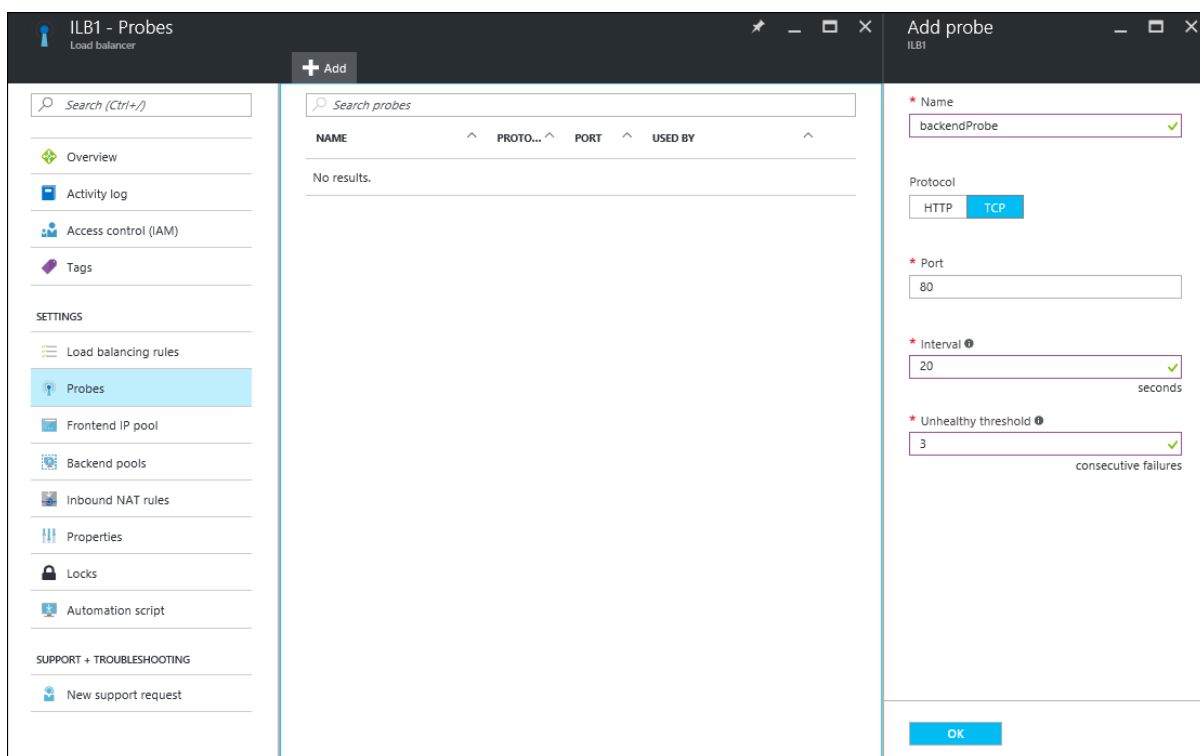 ILB1 - Probes
Load balancer
Add
Search (Ctrl+/)
Overview
Activity log
Access control (IAM)
Tags
SETTINGS
Load balancing rules
Probes
Frontend IP pool
Backend pools
Inbound NAT rules
Properties
Locks
Automation script
SUPPORT + TROUBLESHOOTING
New support request
Search probes
NAME PROTO... PORT USED BY
No results.
Add probe
ILB1
* Name
backendProbe
Protocol
HTTP TCP
* Port
80
* Interval
20
seconds
* Unhealthy threshold
3
consecutive failures
OK